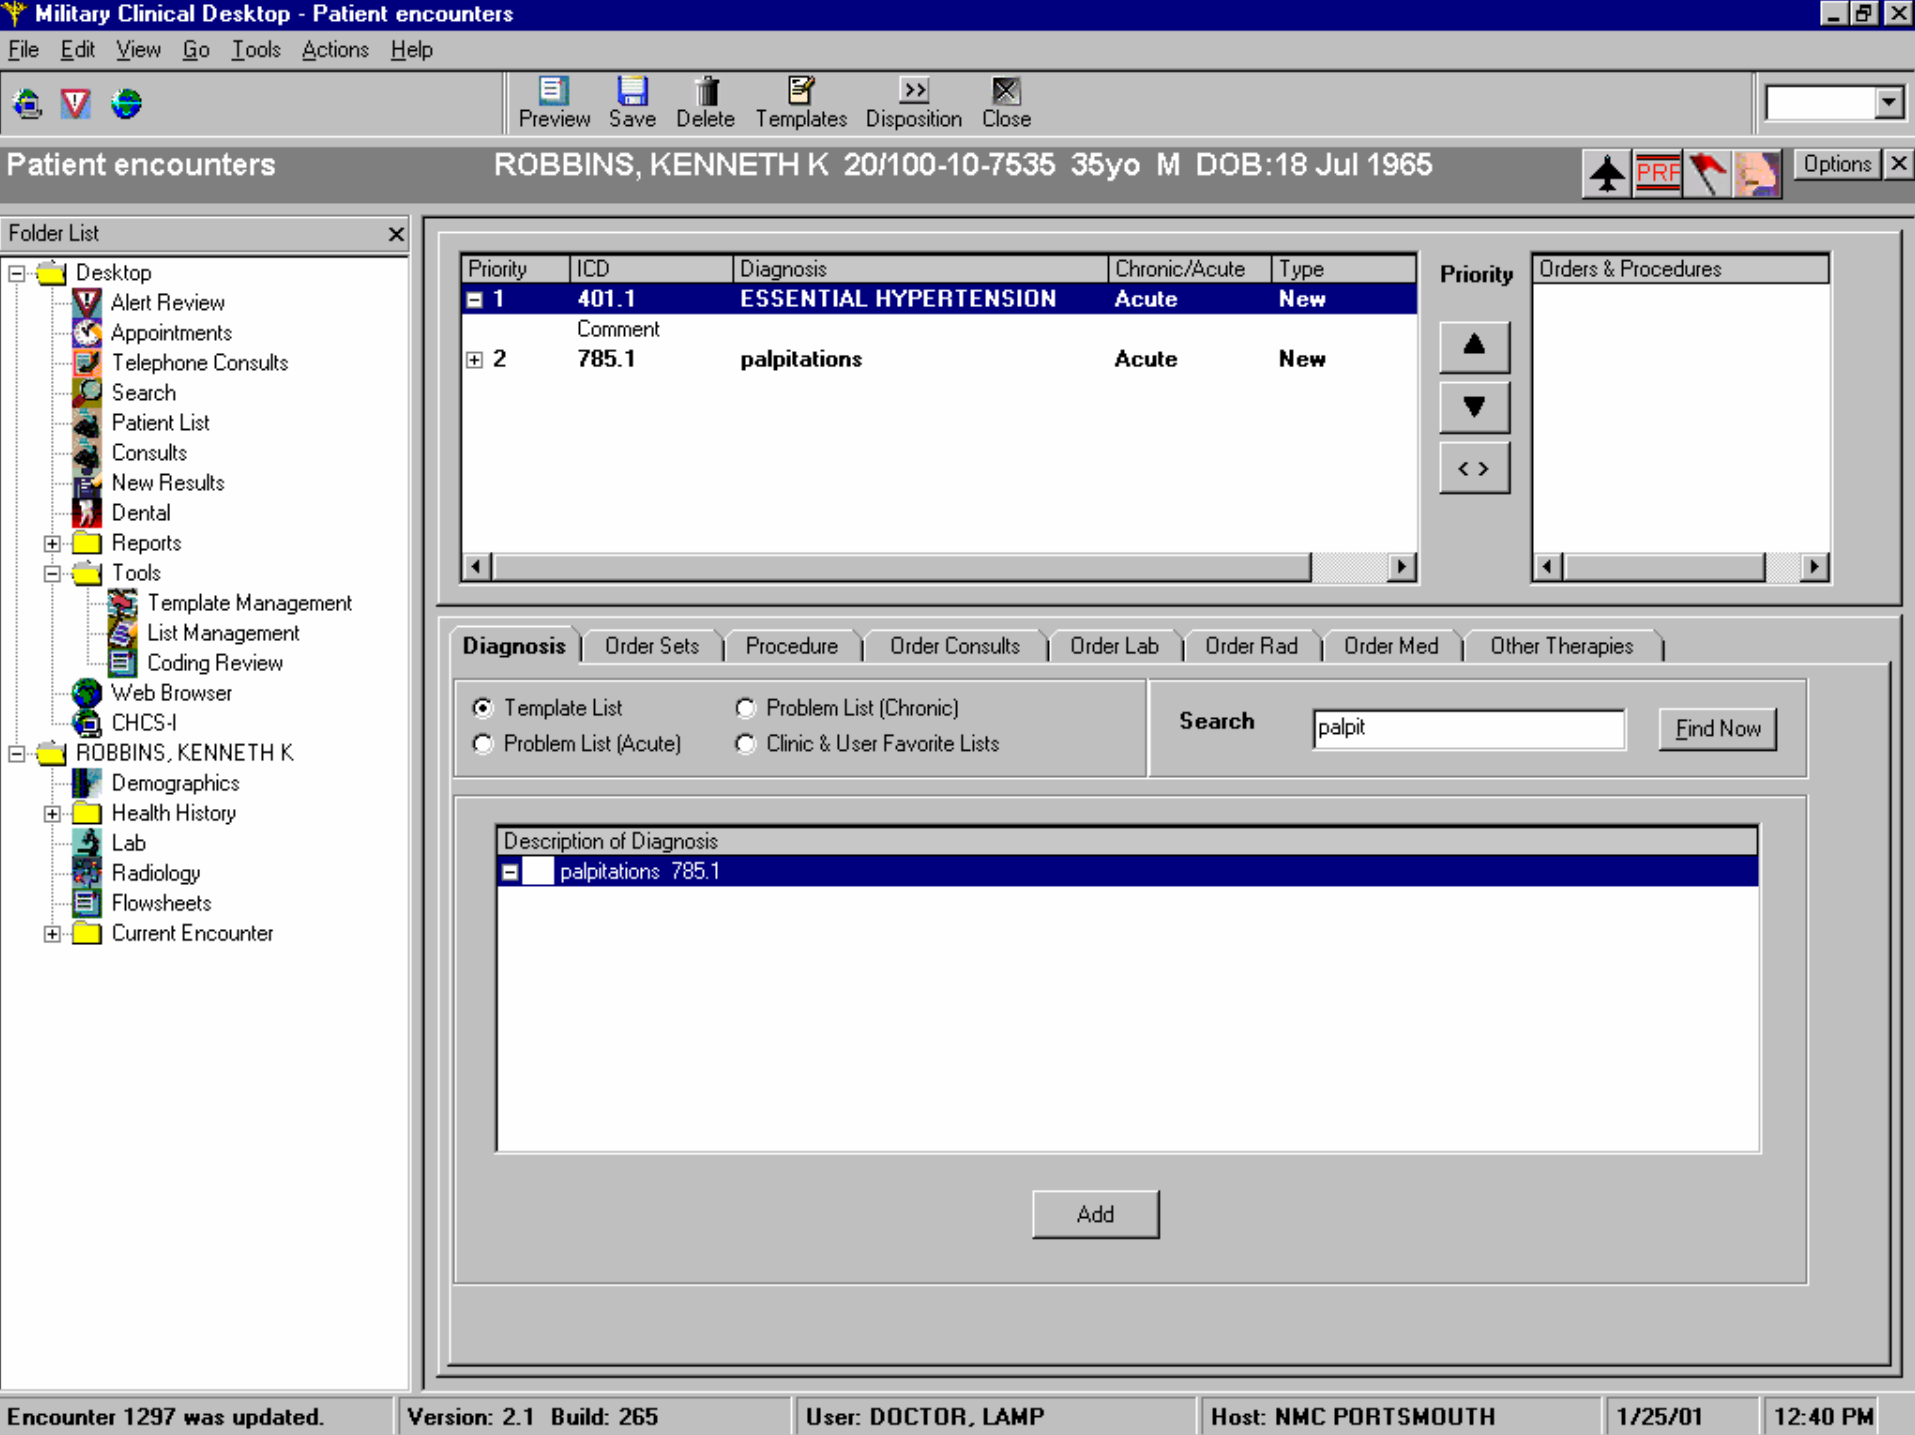 Military Clinical Desktop - Patient encounters
File Edit View Go Tools Actions Help
Preview Save Delete Templates Disposition Close
Patient encounters ROBBINS, KENNETH K 20/100-10-7535 35yo M DOB:18 Jul 1965 PRF Options
Folder List
Desktop
Alert Review
Appointments
Telephone Consults
Search
Patient List
Consults
New Results
Dental
Reports
Tools
Template Management
List Management
Coding Review
Web Browser
CHCS-I
ROBBINS, KENNETH K
Demographics
Health History
Lab
Radiology
Flowsheets
Current Encounter
Priority ICD Diagnosis Chronic/Acute Type
1 401.1 ESSENTIAL HYPERTENSION Acute New
Comment
2 785.1 palpitations Acute New
Priority
< >
Orders & Procedures
Diagnosis Order Sets Procedure Order Consults Order Lab Order Rad Order Med Other Therapies
Template List Problem List (Chronic)
Problem List (Acute) Clinic & User Favorite Lists
Search palpit Find Now
Description of Diagnosis
palpitations 785.1
Add
Encounter 1297 was updated. Version: 2.1 Build: 265 User: DOCTOR, LAMP Host: NMC PORTSMOUTH 1/25/01 12:40 PM